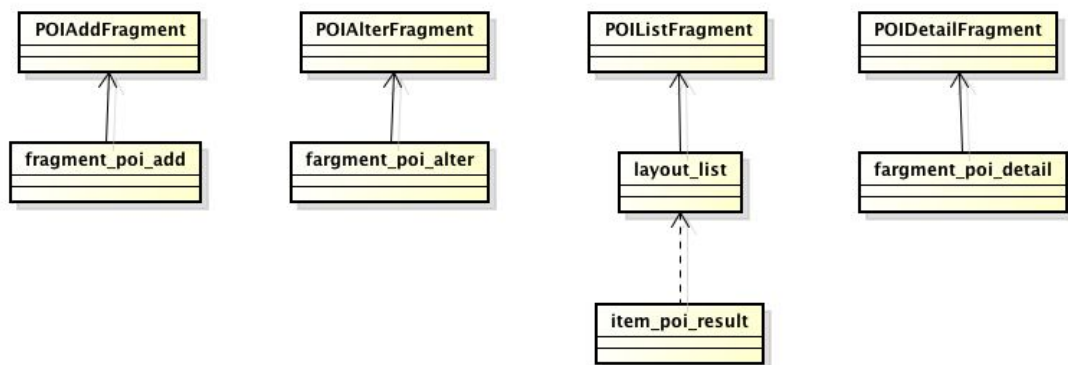 POIAddFragment
POIAlterFragment
POIListFragment
POIDetailFragment
fragment_poi_add
fargment_poi_alter
layout_list
fargment_poi_detail
item_poi_result